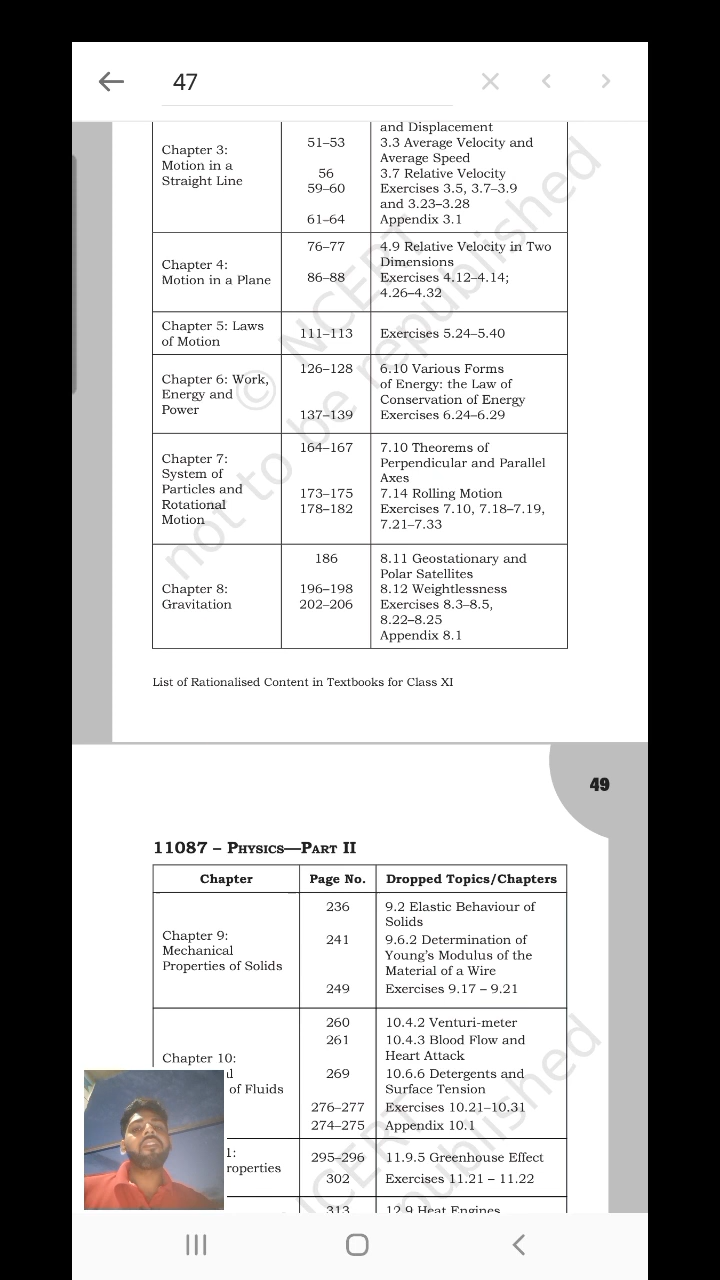 47
and Displacement
Chapter 3:
Motion in a
Straight Line
51–53
3.3 Average Velocity and
Average Speed
56
3.7 Relative Velocity
59–60
Exercises 3.5, 3.7–3.9
and 3.23–3.28
61–64
Appendix 3.1
Chapter 4:
Motion in a Plane
76–77
4.9 Relative Velocity in Two
Dimensions
86–88
Exercises 4.12–4.14;
4.26–4.32
Chapter 5: Laws
of Motion
111–113
Exercises 5.24–5.40
Chapter 6: Work,
Energy and
Power
126–128
6.10 Various Forms
of Energy: the Law of
Conservation of Energy
137–139
Exercises 6.24–6.29
Chapter 7:
System of
Particles and
Rotational
Motion
164–167
7.10 Theorems of
Perpendicular and Parallel
Axes
173–175
7.14 Rolling Motion
178–182
Exercises 7.10, 7.18–7.19,
7.21–7.33
Chapter 8:
Gravitation
186
8.11 Geostationary and
Polar Satellites
196–198
8.12 Weightlessness
202–206
Exercises 8.3–8.5,
8.22–8.25
Appendix 8.1
© NCERT
not to be republished
List of Rationalised Content in Textbooks for Class XI
49
11087 – Physics—Part II
Chapter
Page No.
Dropped Topics/Chapters
Chapter 9:
Mechanical
Properties of Solids
236
9.2 Elastic Behaviour of
Solids
241
9.6.2 Determination of
Young's Modulus of the
Material of a Wire
249
Exercises 9.17 – 9.21
Chapter 10:
of Fluids
260
10.4.2 Venturi-meter
261
10.4.3 Blood Flow and
Heart Attack
269
10.6.6 Detergents and
Surface Tension
276–277
Exercises 10.21–10.31
274–275
Appendix 10.1
1:
roperties
295–296
11.9.5 Greenhouse Effect
302
Exercises 11.21 – 11.22
313
12.9 Heat Engines
NCERT
republished